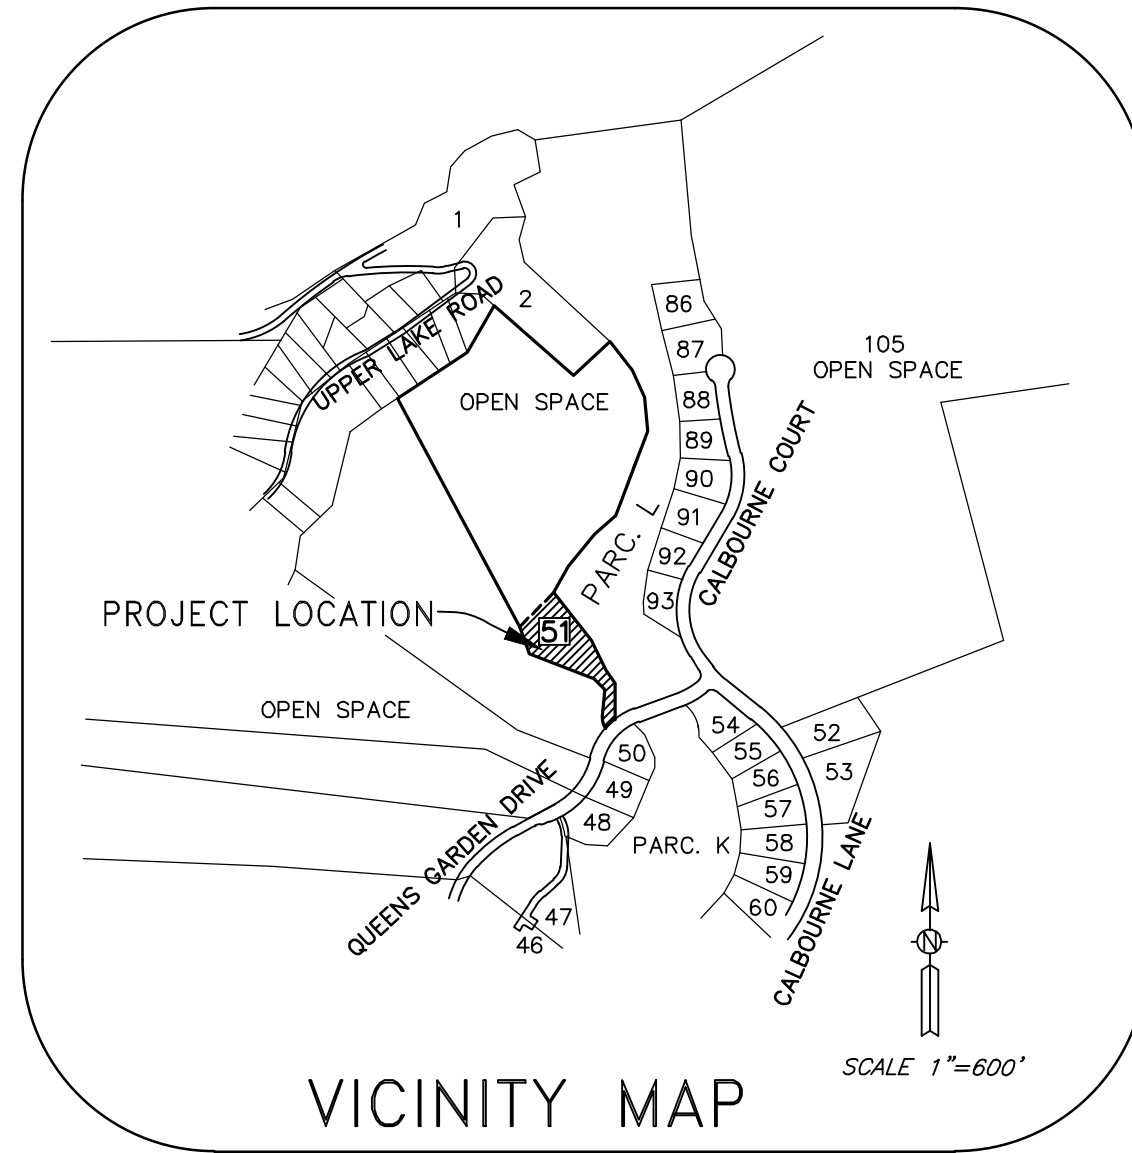 1
2
UPPER LAKE ROAD
OPEN SPACE
86
87
88
89
90
91
92
93
105
OPEN SPACE
CALBOURNE COURT
PARC. L
PROJECT LOCATION
51
OPEN SPACE
50
49
48
QUEENS GARDEN DRIVE
47
46
PARC. K
54
55
56
57
58
59
60
52
53
CALBOURNE LANE
N
SCALE 1"=600'
VICINITY MAP